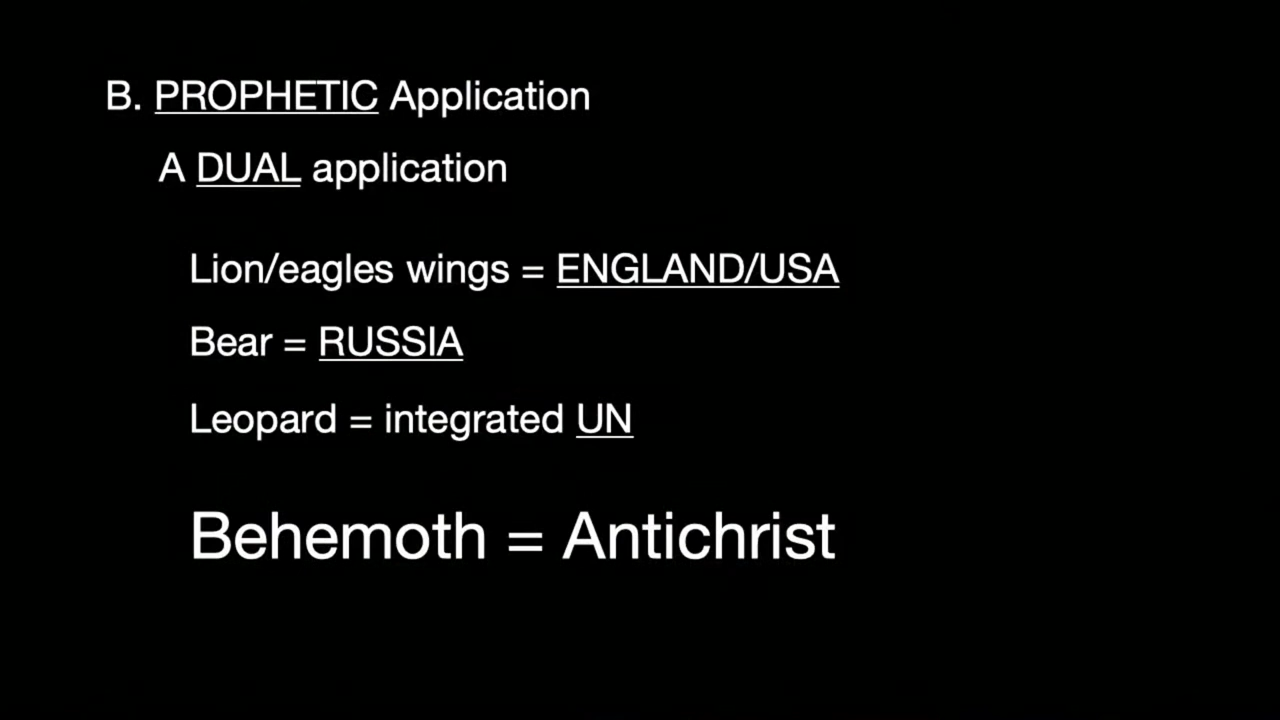 B. PROPHETIC Application
A DUAL application
Lion/eagles wings = ENGLAND/USA
Bear = RUSSIA
Leopard = integrated UN
Behemoth = Antichrist